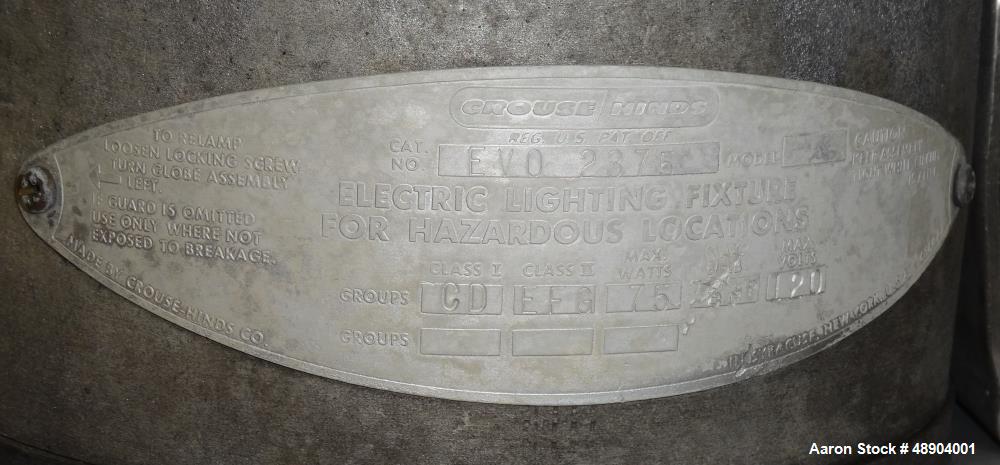 CROUSE HINDS
REG. U.S. PAT OFF
CAT. NO. EVO 2375 MODEL
ELECTRIC LIGHTING FIXTURE
FOR HAZARDOUS LOCATIONS
CLASS I CLASS II MAX. WATTS MAX. VOLTS
GROUPS CD EFG 75 120
GROUPS
TO RELAMP
LOOSEN LOCKING SCREW
TURN GLOBE ASSEMBLY
LEFT.
IF GUARD IS OMITTED
USE ONLY WHERE NOT
EXPOSED TO BREAKAGE.
CAUTION
MADE BY CROUSE-HINDS CO.
SYRACUSE, NEW YORK,
Aaron Stock # 48904001